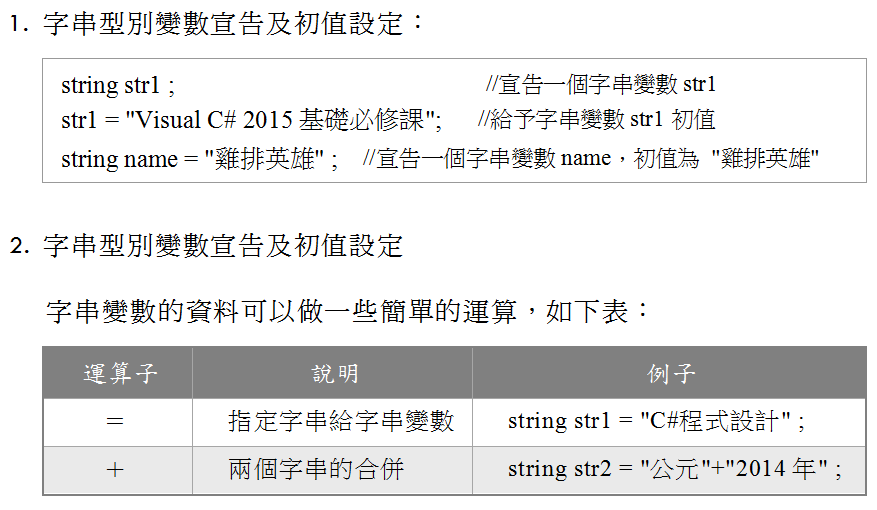 1. 字串型別變數宣告及初值設定：
string str1 ; //宣告一個字串變數 str1
str1 = "Visual C# 2015 基礎必修課"; //給予字串變數 str1 初值
string name = "雞排英雄" ; //宣告一個字串變數 name，初值為 "雞排英雄"
2. 字串型別變數宣告及初值設定
字串變數的資料可以做一些簡單的運算，如下表：
運算子 說明 例子
= 指定字串給字串變數 string str1 = "C#程式設計" ;
+ 兩個字串的合併 string str2 = "公元"+"2014 年" ;